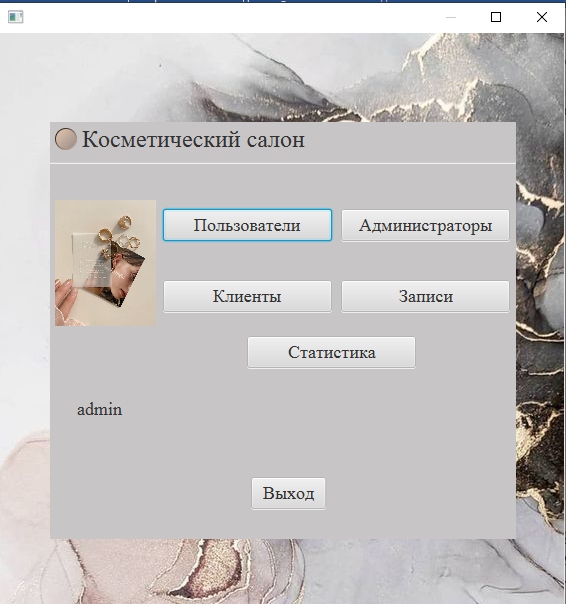 Косметический салон
Пользователи
Администраторы
Клиенты
Записи
Статистика
admin
Выход